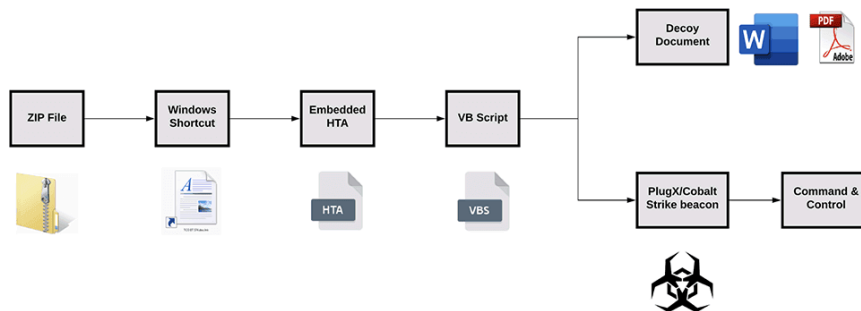 Decoy
Document
W
PDF
Adobe
ZIP File
Windows
Shortcut
Embedded
HTA
VB Script
A
HTA
VBS
PlugX/Cobalt
Strike beacon
Command &
Control